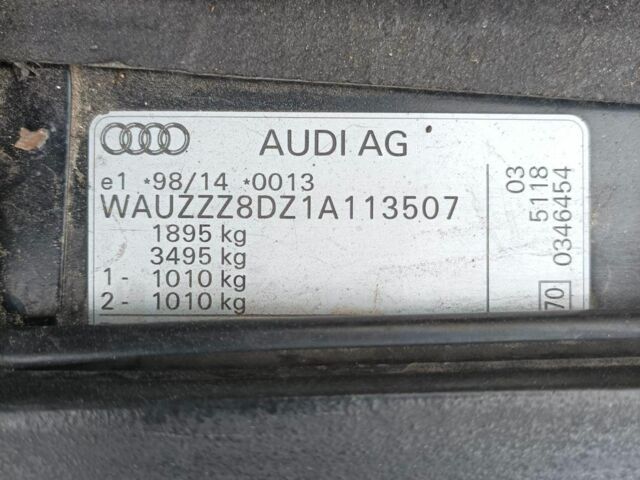 AUDI AG
e1 *98/14 *0013
WAUZZZ8DZ1A113507
1895 kg
3495 kg
1 - 1010 kg
2 - 1010 kg
03
5118
0346454
70